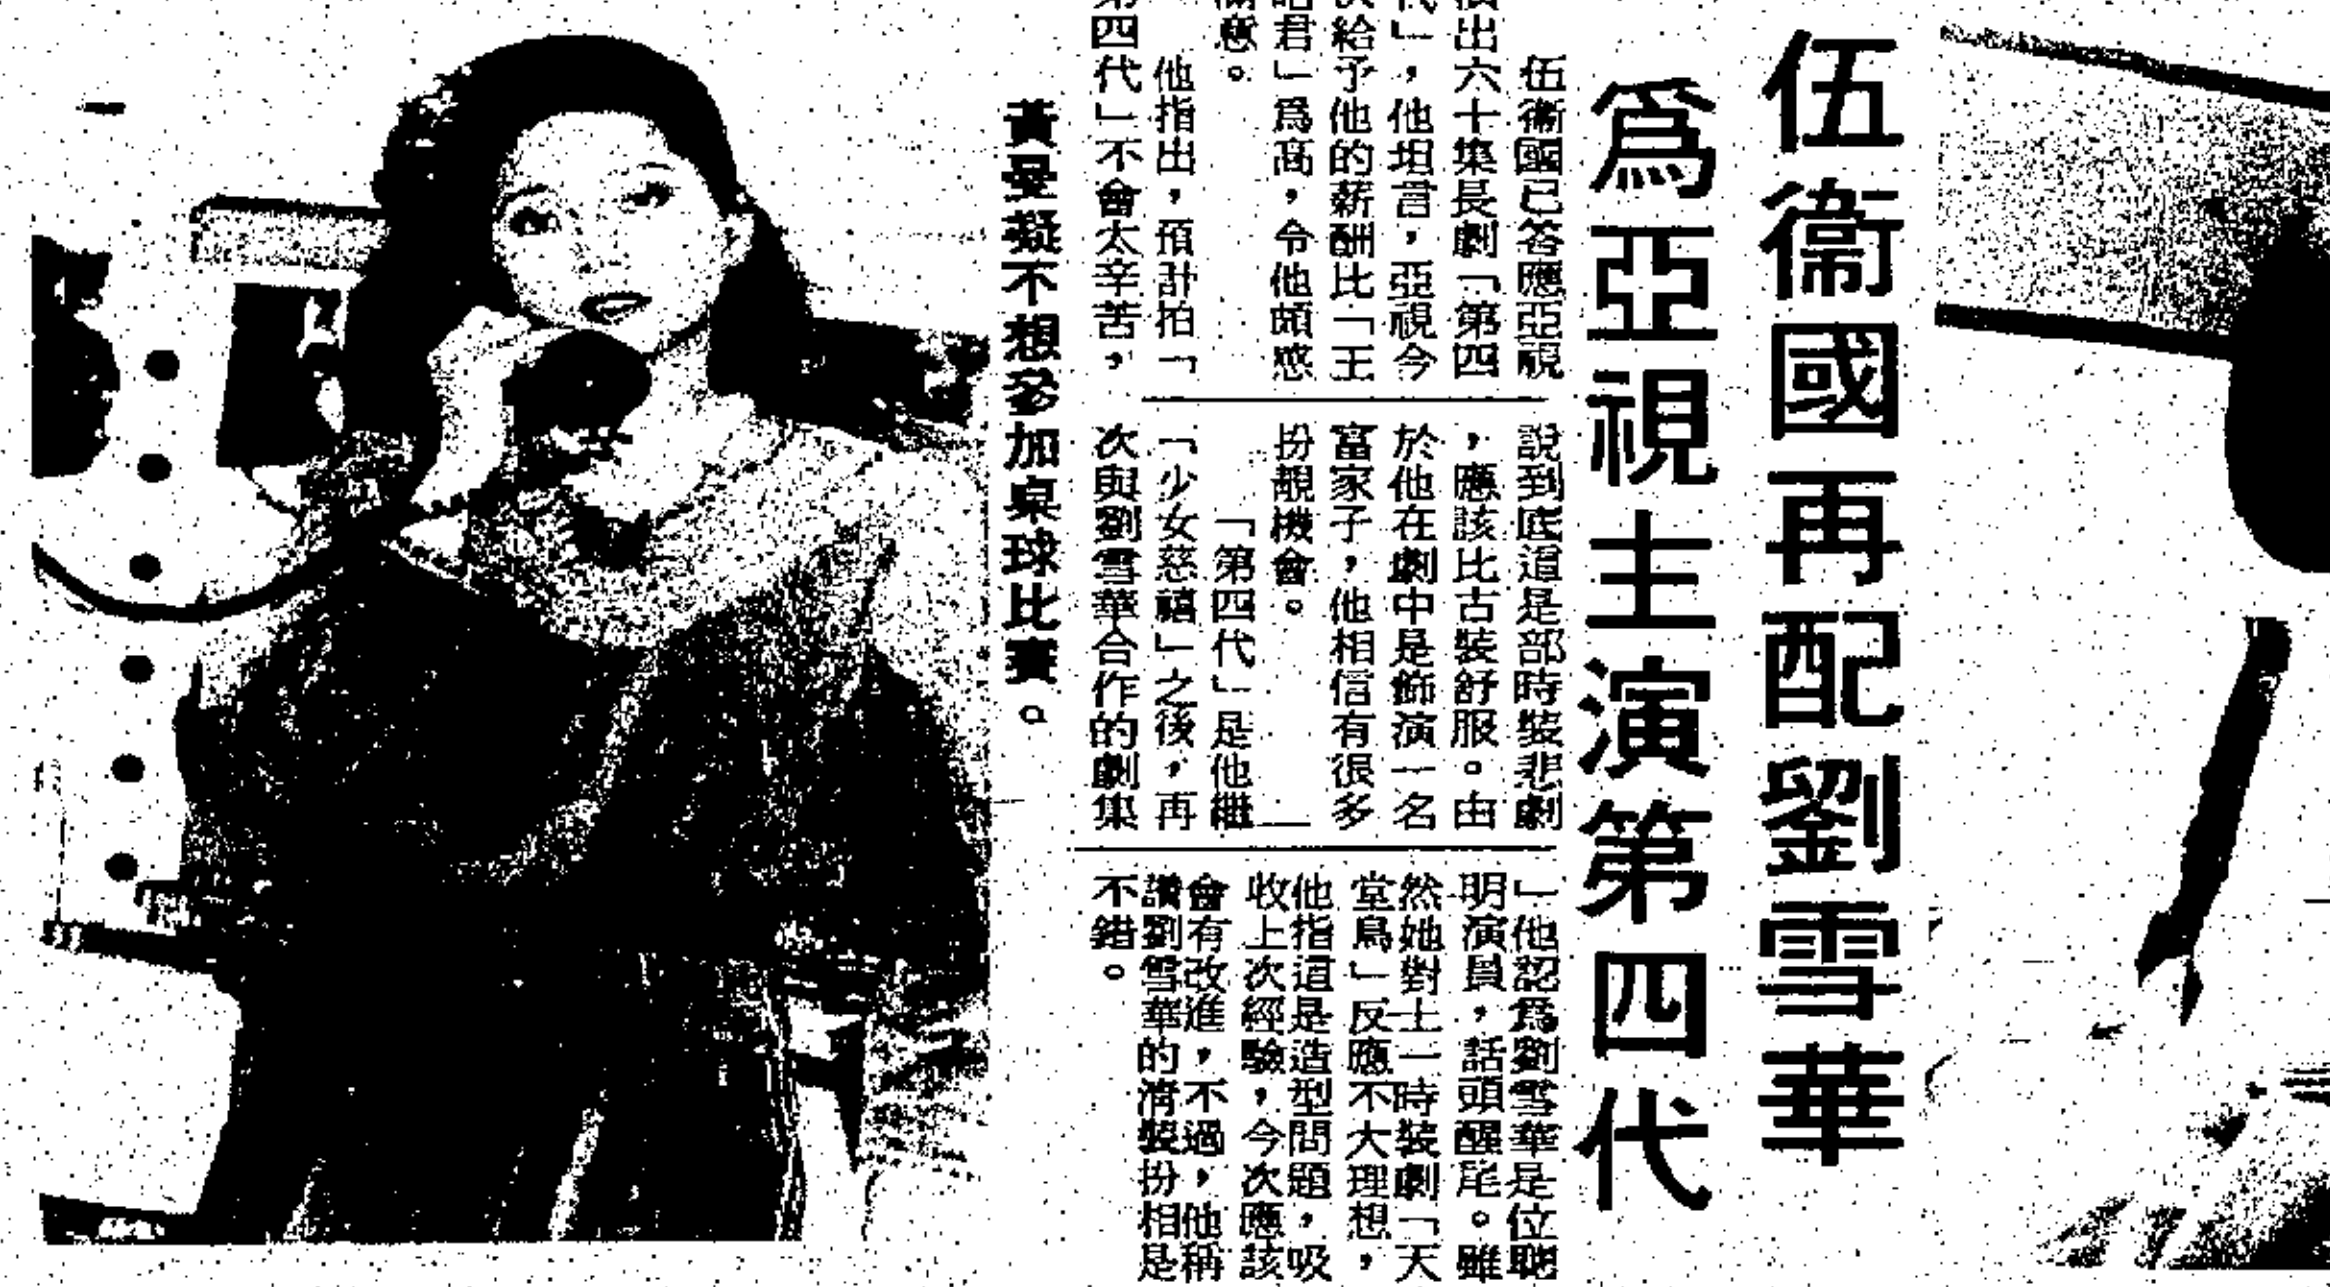 伍衞國再配劉雪華
爲亞視主演第四代
伍衞國已答應亞視
演出六十集長劇「第四
代」，他坦言，亞視今
次給予他的薪酬比「王
昭君」爲高，令他頗感
滿意。
他指出，預計拍「
第四代」不會太辛苦，
說到底這是部時裝悲劇
，應該比古裝舒服。由
於他在劇中是飾演一名
富家子，他相信有很多
扮靚機會。
「第四代」是他繼
「少女慈禧」之後，再
次與劉雪華合作的劇集
」他認爲劉雪華是位聰
明演員，話頭醒尾。雖
然她對上一時裝劇「天
堂鳥」反應不大理想，
他指這是造型問題，吸
收上次經驗，今次應該
會有改進，不過，他稱
讚劉雪華的淸裝扮相是
不錯。
黃曼凝不想參加桌球比賽。